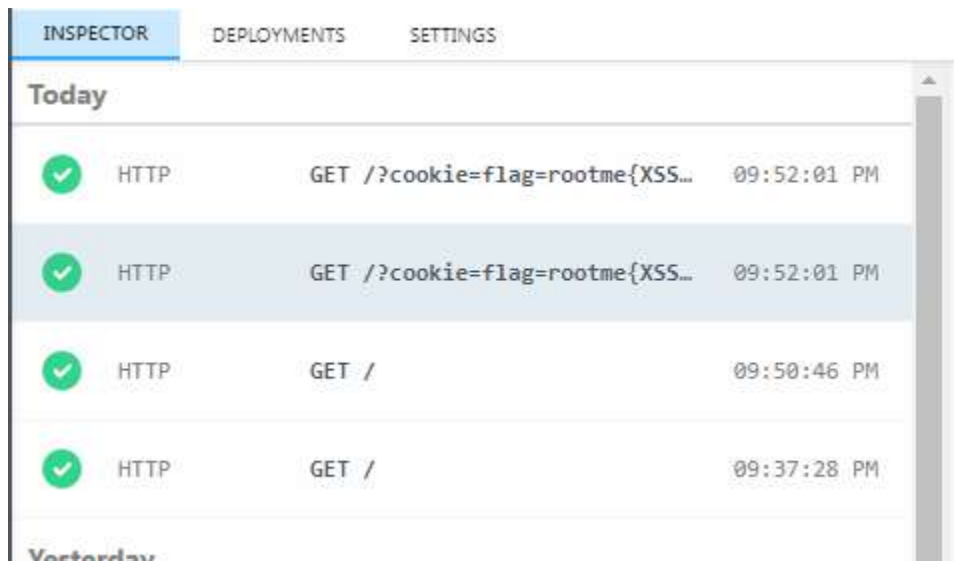 INSPECTOR DEPLOYMENTS SETTINGS
Today
HTTP GET /?cookie=flag=rootme{XSS… 09:52:01 PM
HTTP GET /?cookie=flag=rootme{XSS… 09:52:01 PM
HTTP GET / 09:50:46 PM
HTTP GET / 09:37:28 PM
Yesterday